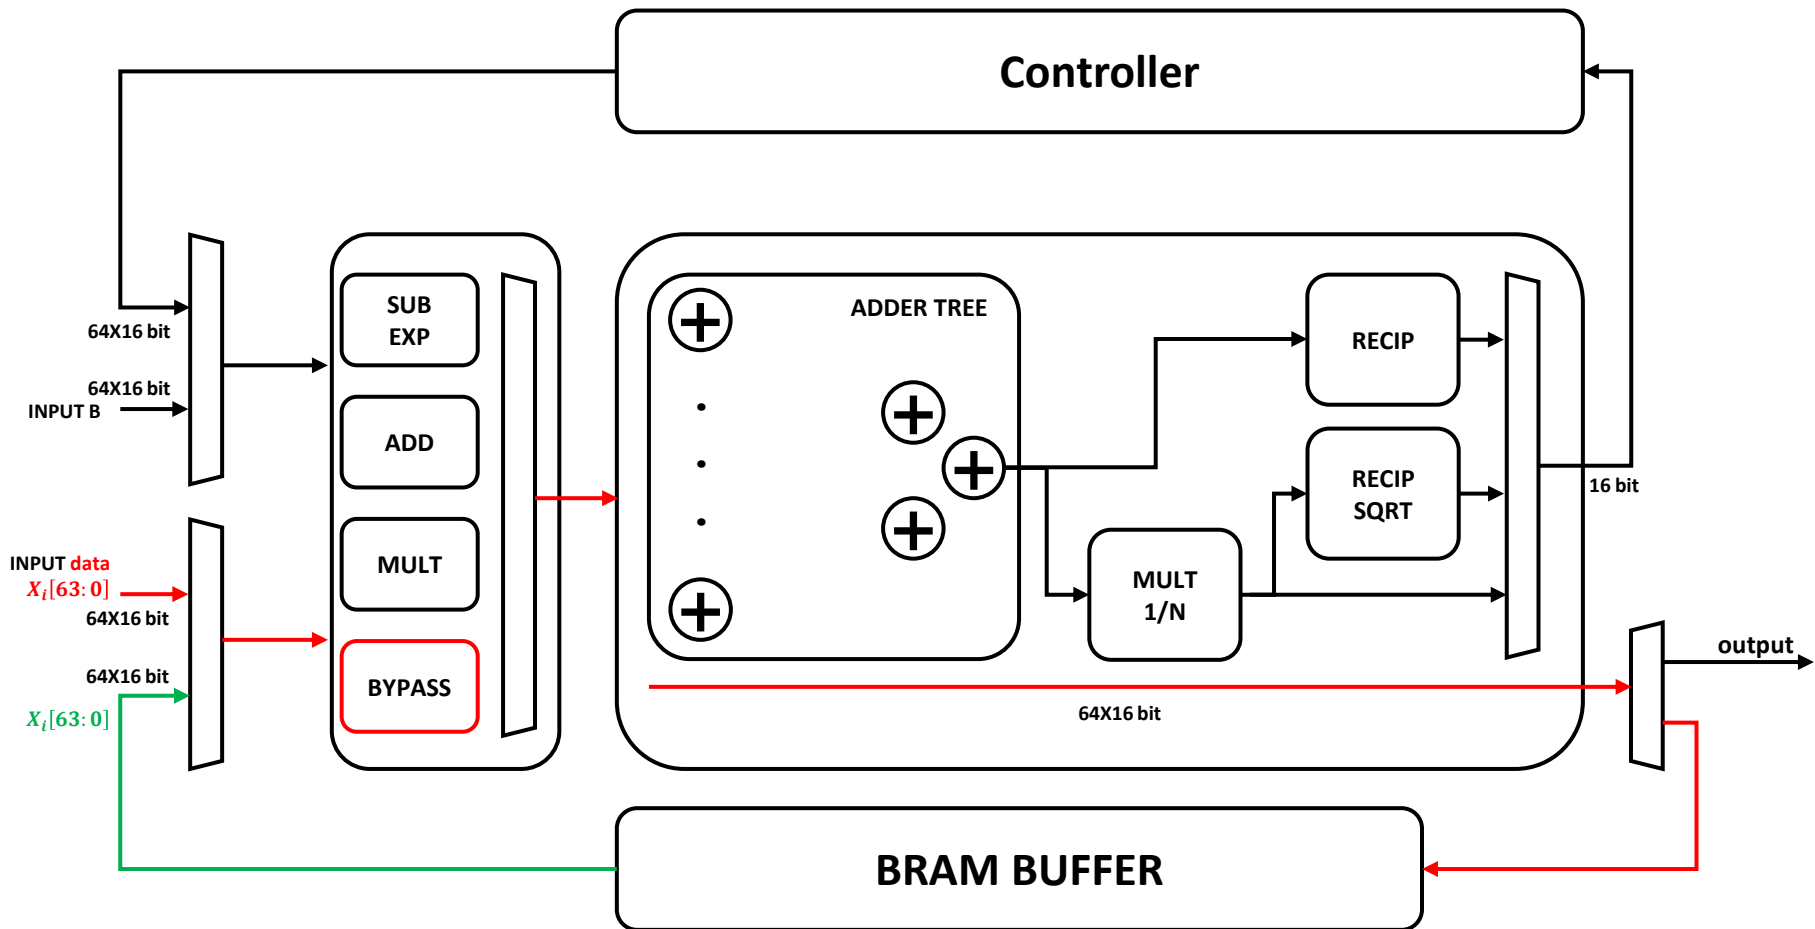 Controller
64X16 bit
64X16 bit
INPUT B
SUB
EXP
ADD
MULT
BYPASS
ADDER TREE
RECIP
RECIP
SQRT
MULT
1/N
16 bit
INPUT data
X_i[63:0]
64X16 bit
64X16 bit
X_i[63:0]
64X16 bit
output
BRAM BUFFER